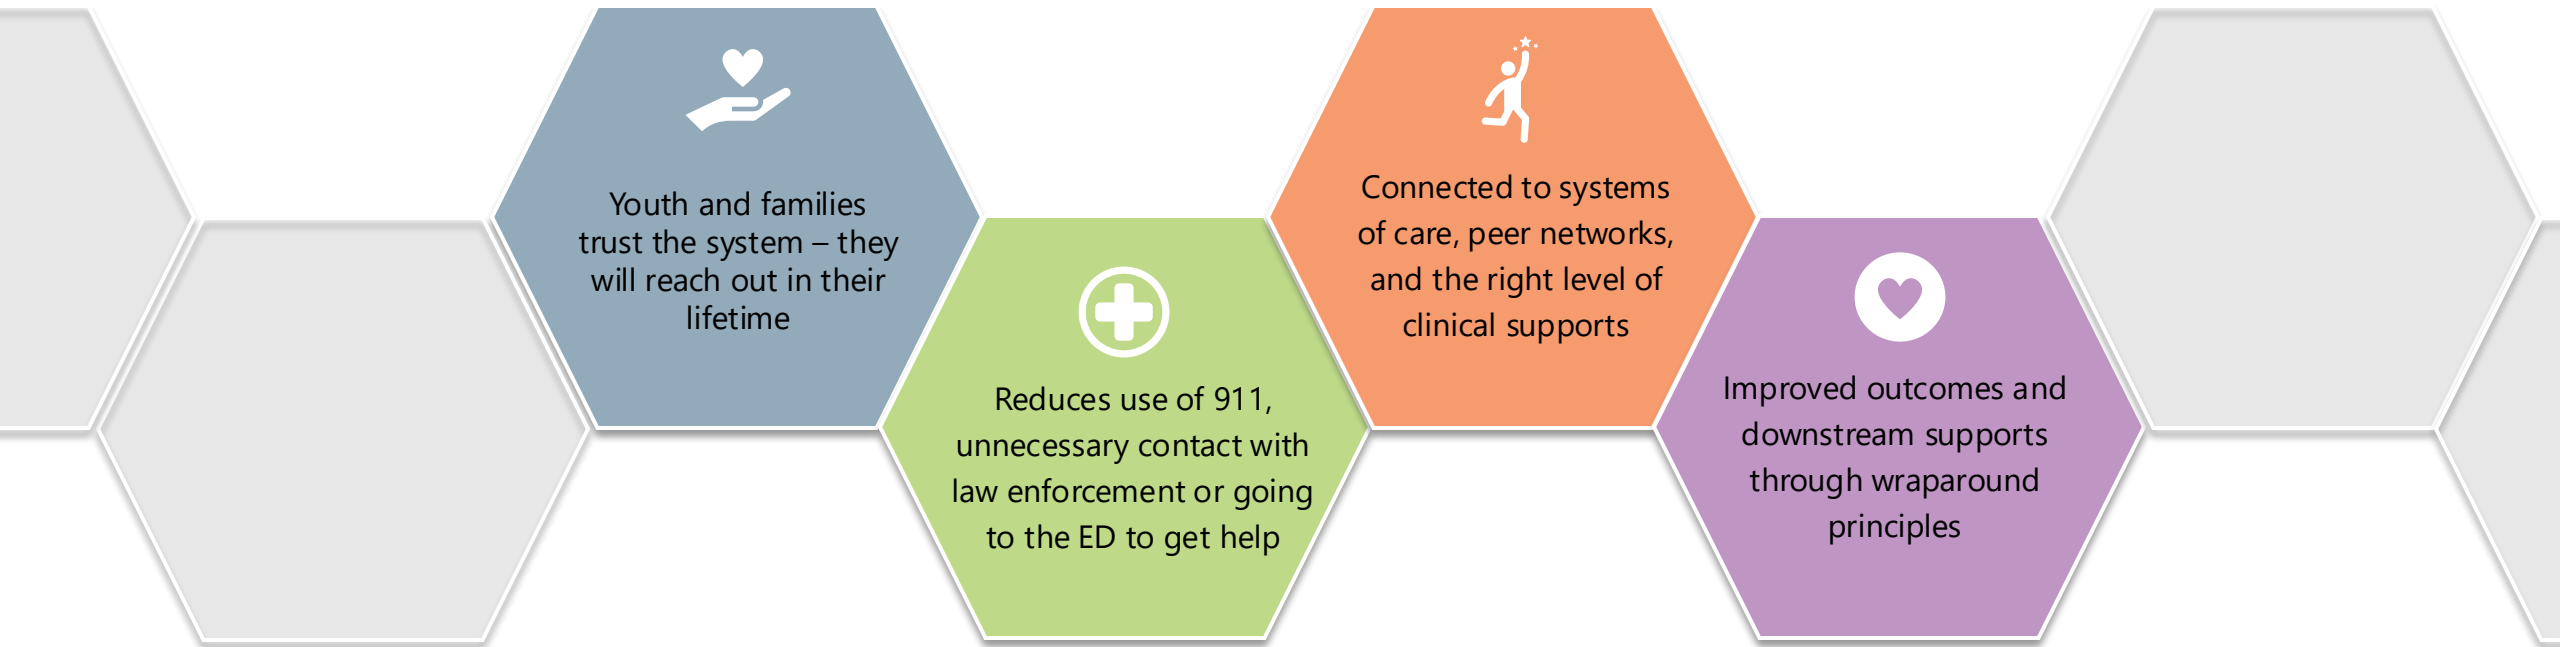 Youth and families
trust the system – they
will reach out in their
lifetime
Reduces use of 911,
unnecessary contact with
law enforcement or going
to the ED to get help
Connected to systems
of care, peer networks,
and the right level of
clinical supports
Improved outcomes and
downstream supports
through wraparound
principles